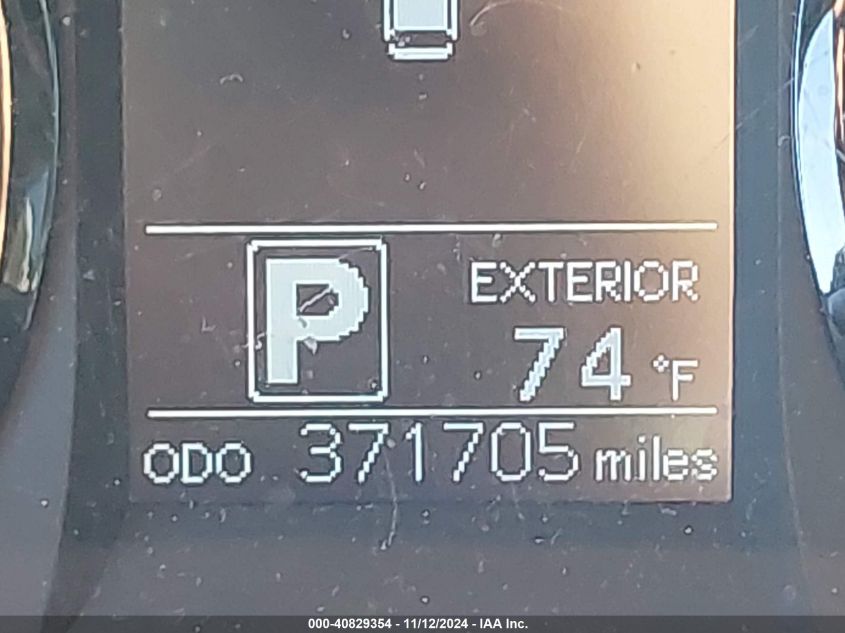 P
EXTERIOR
74 °F
ODO 371705 miles
000-40829354 - 11/12/2024 - IAA Inc.